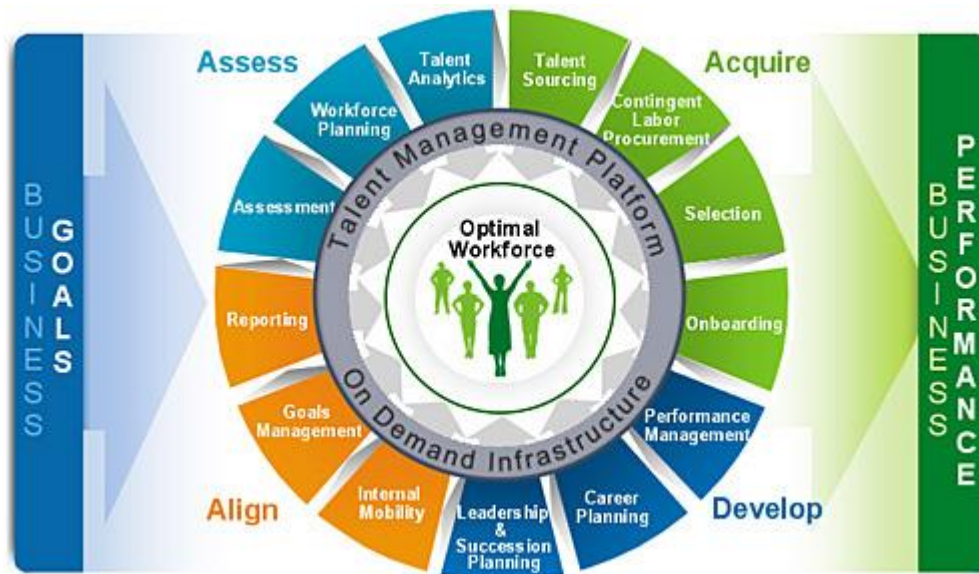 BUSINESS
GOALS
Assess
Talent
Analytics
Workforce
Planning
Assessment
Acquire
Talent
Sourcing
Contingent
Labor
Procurement
Selection
Onboarding
Talent Management Platform
Optimal
Workforce
On Demand Infrastructure
Reporting
Goals
Management
Internal
Mobility
Align
Performance
Management
Career
Planning
Leadership
&
Succession
Planning
Develop
BUSINESS
PERFORMANCE